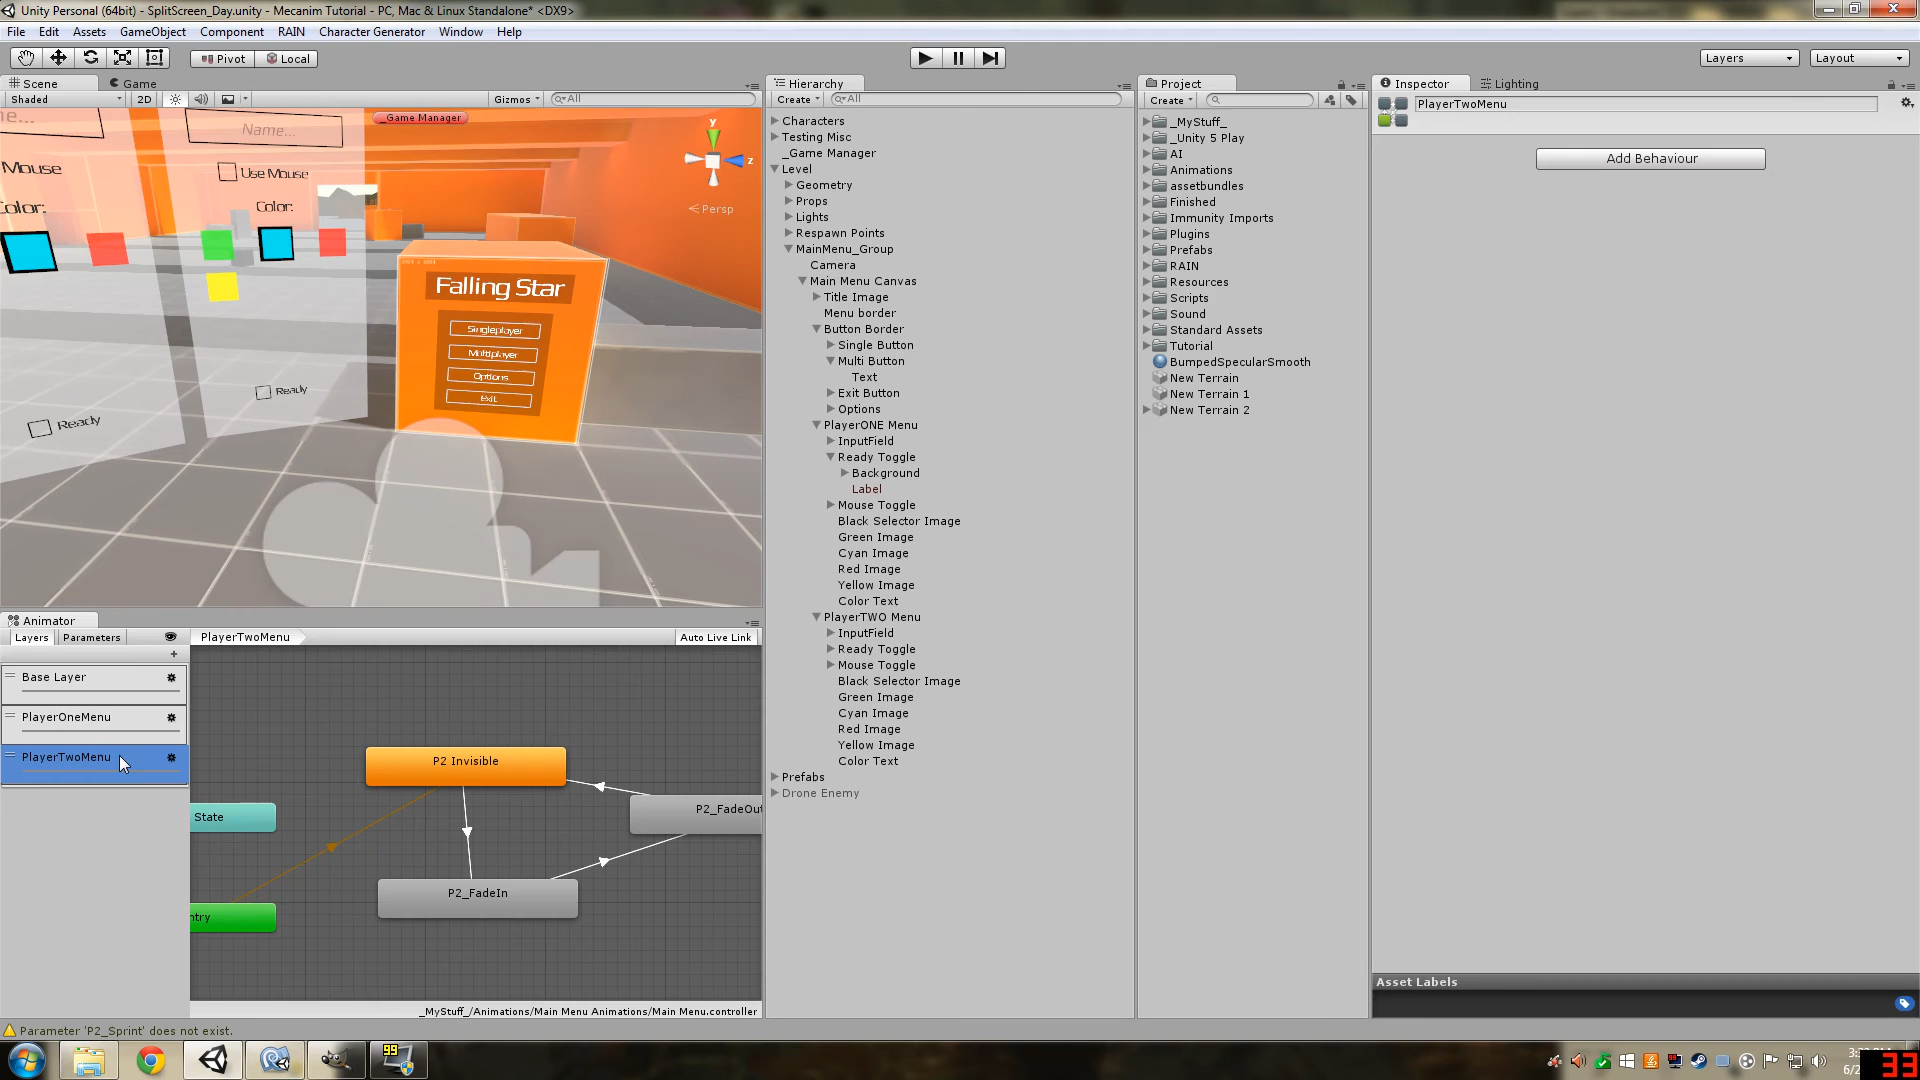 Unity Personal (64bit) - SplitScreen_Day.unity - Mecanim Tutorial - PC, Mac & Linux Standalone* <DX9>
File Edit Assets GameObject Component RAIN Character Generator Window Help
Pivot Local
Layers Layout
Scene Game
Shaded 2D Gizmos All
_Game Manager
e...
Name...
Mouse
Use Mouse
Color:
Color:
y
z
Persp
Falling Star
Singleplayer
Multiplayer
Options
Exit
Ready
Ready
Animator
Layers Parameters
PlayerTwoMenu
Auto Live Link
+
Base Layer
PlayerOneMenu
PlayerTwoMenu
P2 Invisible
State
P2_FadeOut
P2_FadeIn
ntry
_MyStuff_/Animations/Main Menu Animations/Main Menu.controller
Parameter 'P2_Sprint' does not exist.
Hierarchy
Create All
Characters
Testing Misc
_Game Manager
Level
Geometry
Props
Lights
Respawn Points
MainMenu_Group
Camera
Main Menu Canvas
Title Image
Menu border
Button Border
Single Button
Multi Button
Text
Exit Button
Options
PlayerONE Menu
InputField
Ready Toggle
Background
Label
Mouse Toggle
Black Selector Image
Green Image
Cyan Image
Red Image
Yellow Image
Color Text
PlayerTWO Menu
InputField
Ready Toggle
Mouse Toggle
Black Selector Image
Green Image
Cyan Image
Red Image
Yellow Image
Color Text
Prefabs
Drone Enemy
Project
Create
_MyStuff_
_Unity 5 Play
AI
Animations
assetbundles
Finished
Immunity Imports
Plugins
Prefabs
RAIN
Resources
Scripts
Sound
Standard Assets
Tutorial
BumpedSpecularSmooth
New Terrain
New Terrain 1
New Terrain 2
Inspector Lighting
PlayerTwoMenu
Add Behaviour
Asset Labels
99
33